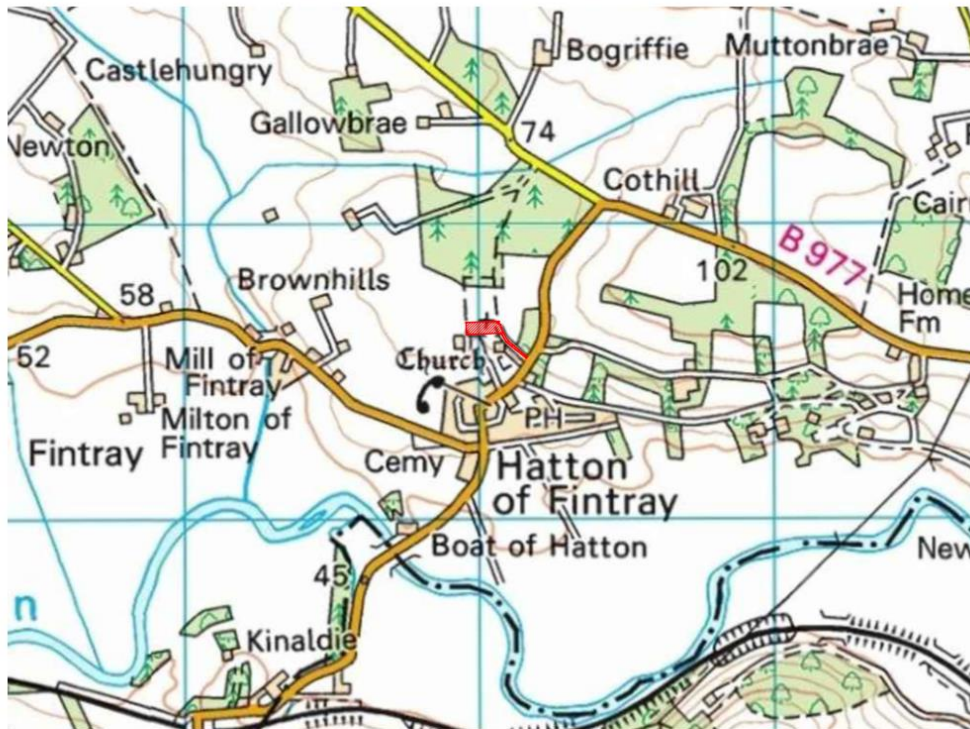 Bogriffie
Muttonbrae
Castlehungry
Gallowbrae
74
Newton
Cothill
Cair
B 977
102
Brownhills
58
Home
Fm
52
Mill of
Fintray
Church
Milton of
Fintray
PH
Fintray
Cemy
Hatton
of Fintray
Boat of Hatton
New
45
n
Kinaldie